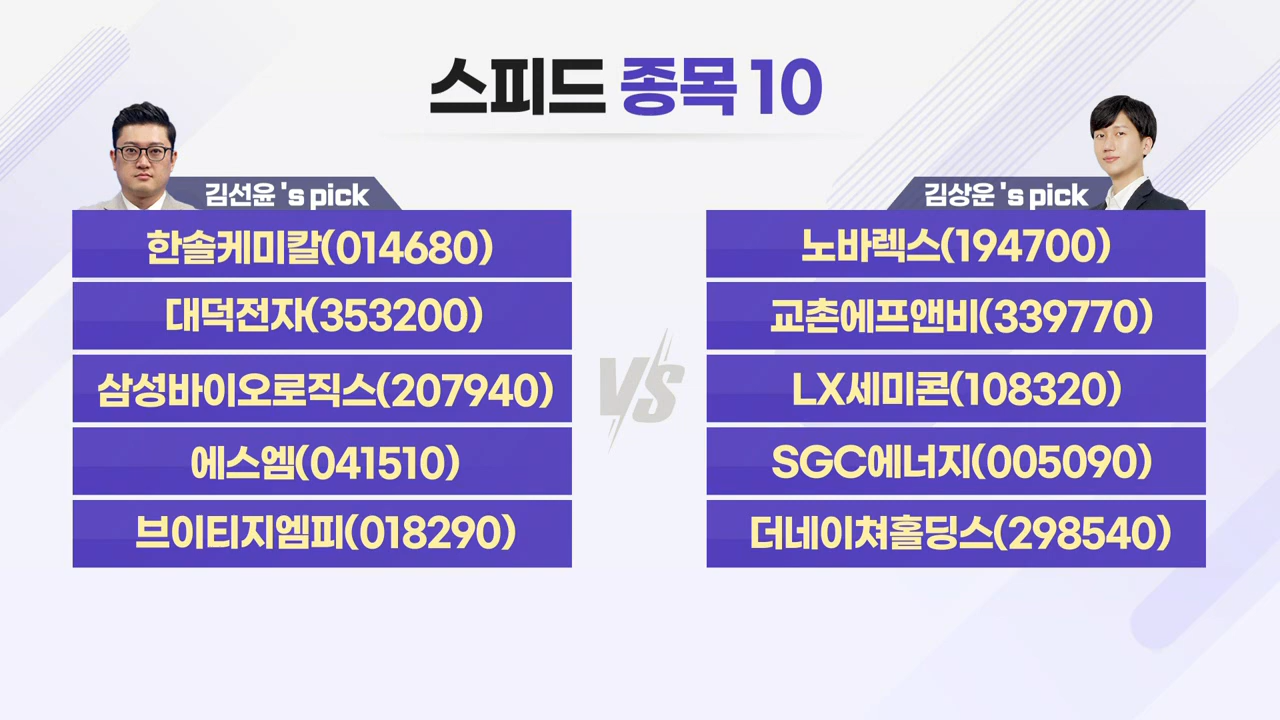 스피드 종목 10
김선윤 's pick
한솔케미칼(014680)
대덕전자(353200)
삼성바이오로직스(207940)
에스엠(041510)
브이티지엠피(018290)
VS
김상운 's pick
노바렉스(194700)
교촌에프앤비(339770)
LX세미콘(108320)
SGC에너지(005090)
더네이쳐홀딩스(298540)